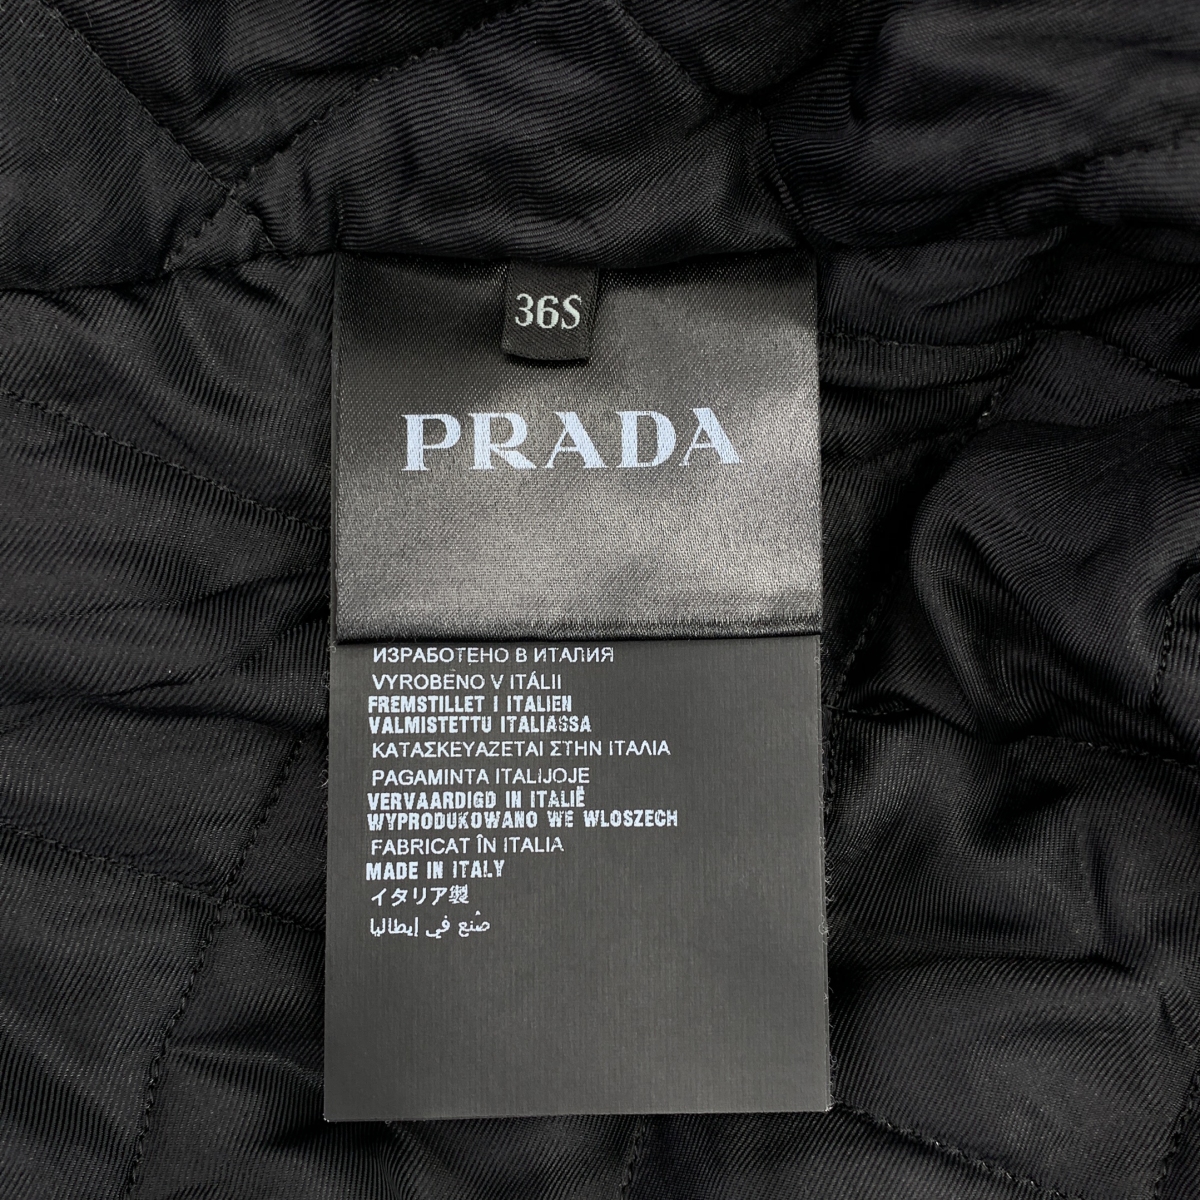 36S
PRADA
ИЗРАБОТЕНО В ИТАЛИЯ
VYROBENO V ITÁLII
FREMSTILLET I ITALIEN
VALMISTETTU ITALIASSA
ΚΑΤΑΣΚΕΥΑΖΕΤΑΙ ΣΤΗΝ ΙΤΑΛΙΑ
PAGAMINTA ITALIJOJE
VERVAARDIGD IN ITALIË
WYPRODUKOWANO WE WLOSZECH
FABRICAT ÎN ITALIA
MADE IN ITALY
イタリア製
صُنع في إيطاليا